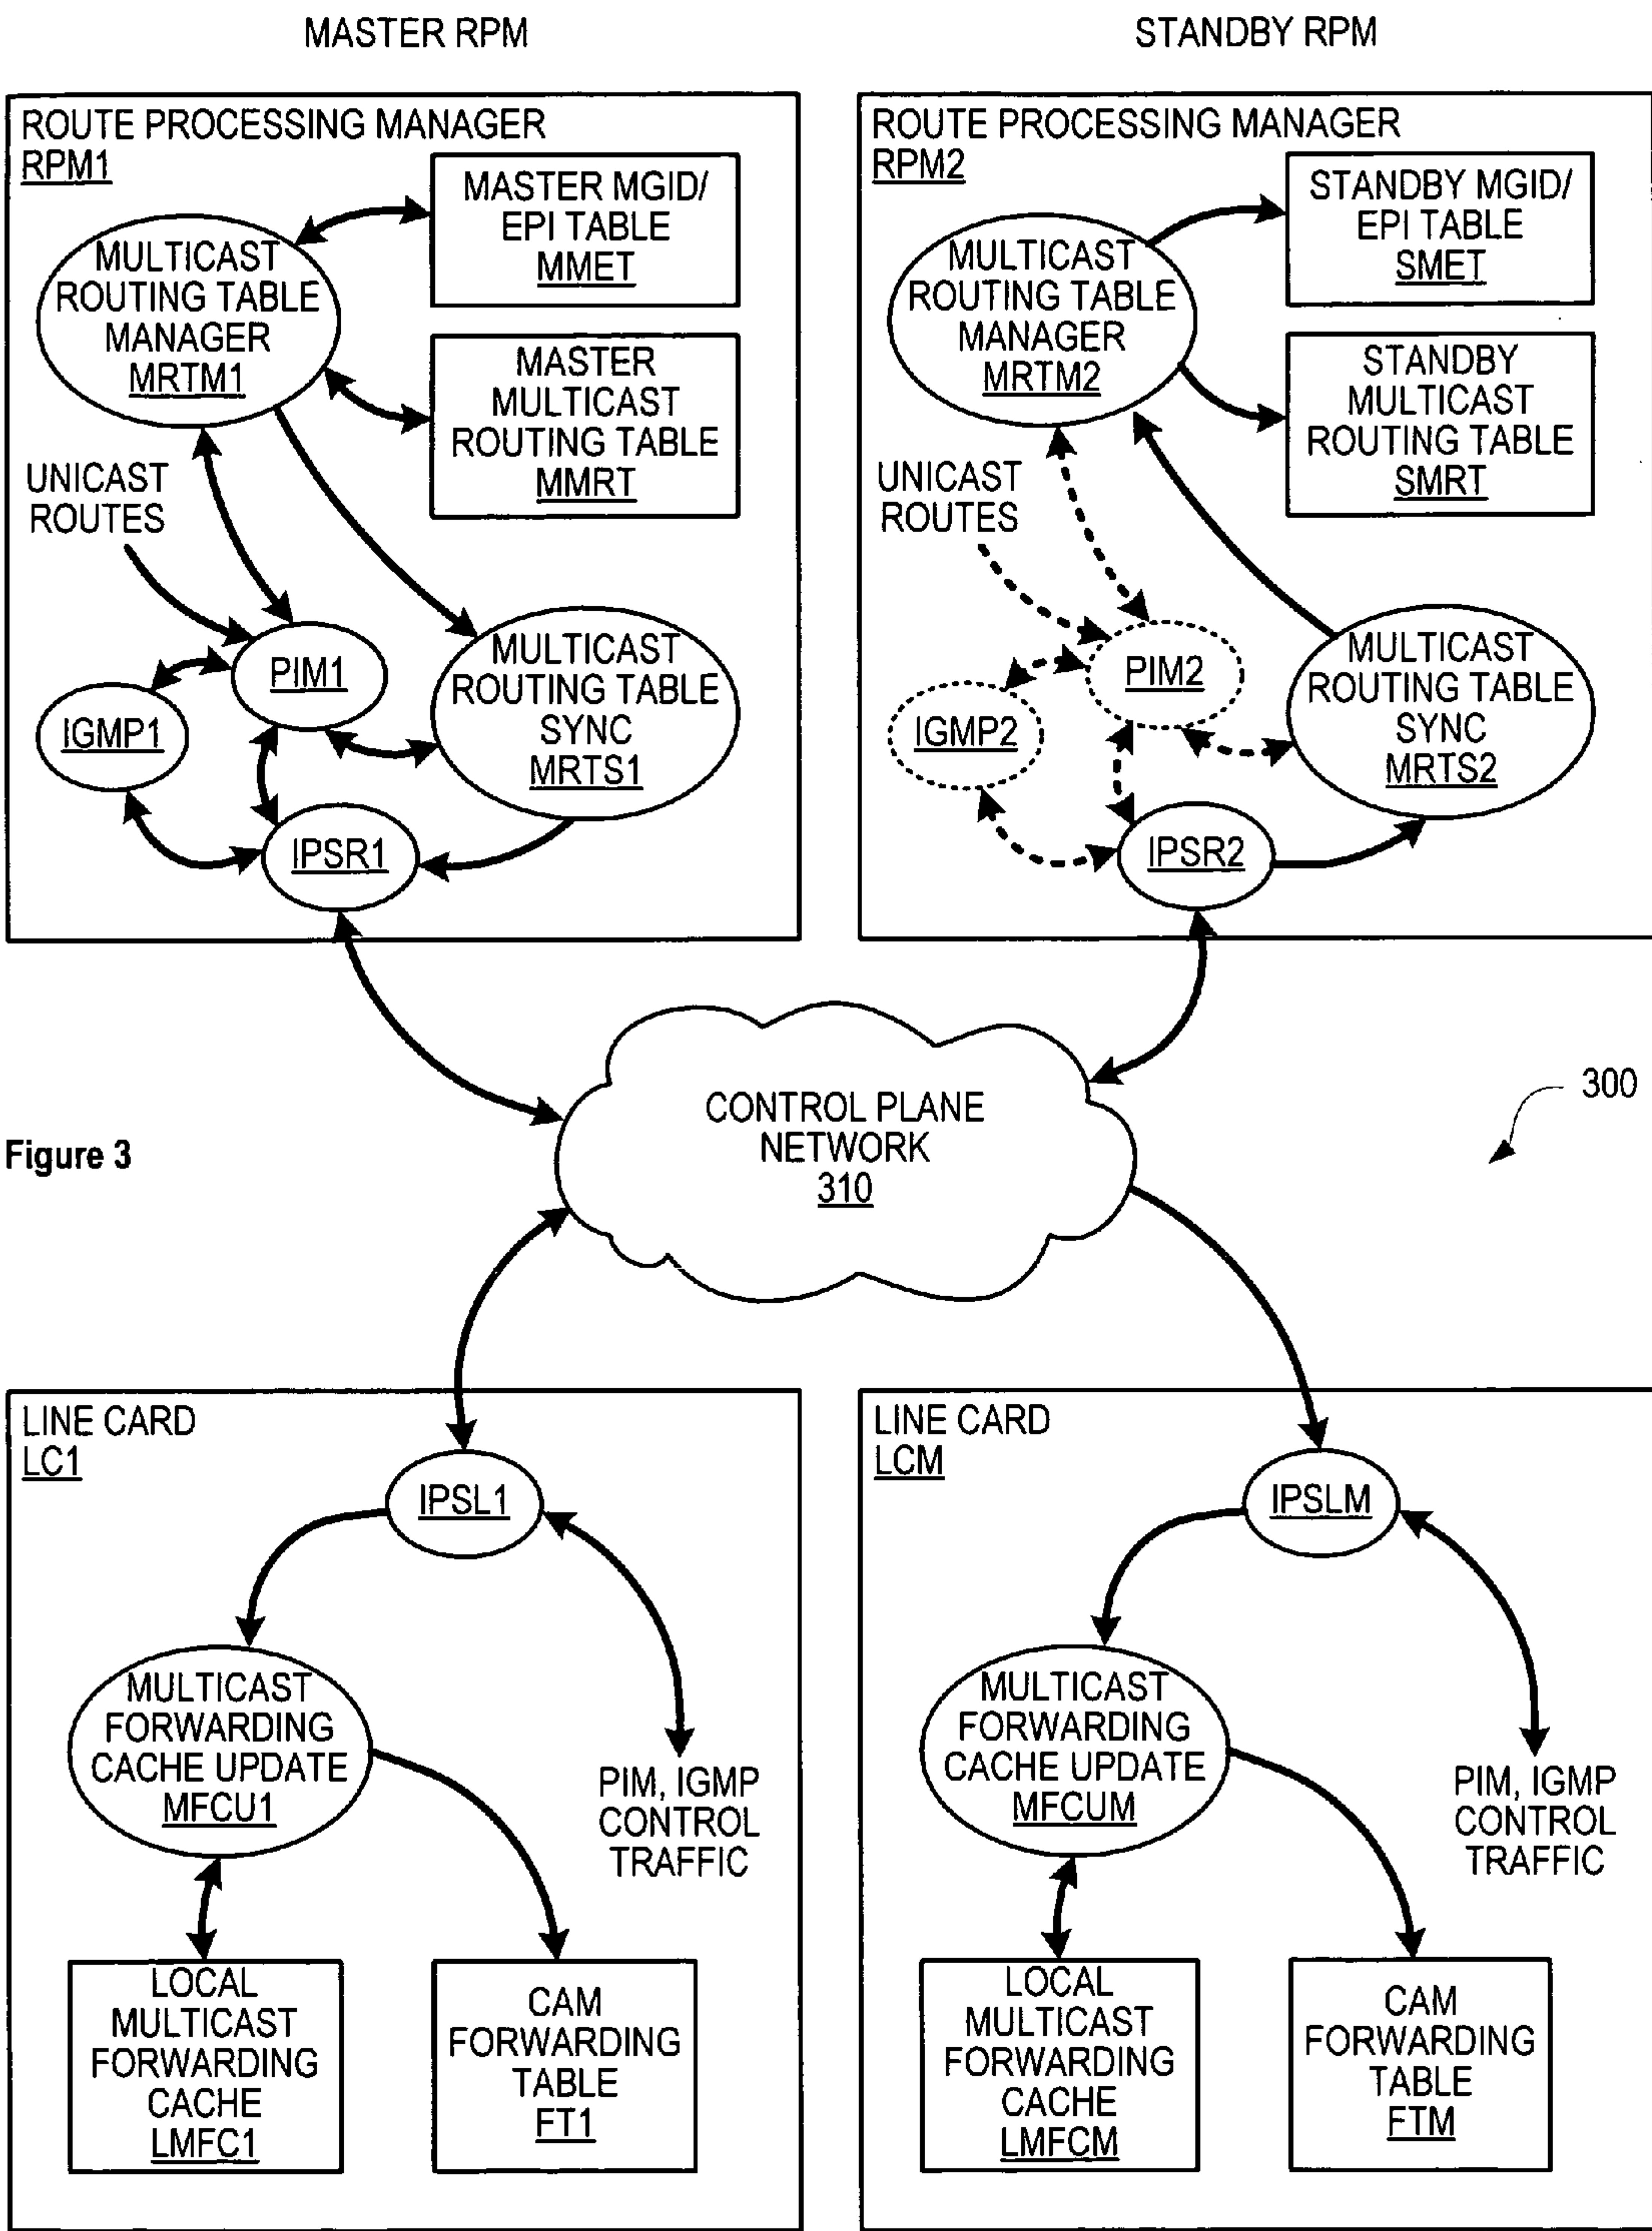 MASTER RPM
STANDBY RPM
ROUTE PROCESSING MANAGER
RPM1
MASTER MGID/
EPI TABLE
MMET
MULTICAST
ROUTING TABLE
MANAGER
MRTM1
MASTER
MULTICAST
ROUTING TABLE
MMRT
UNICAST
ROUTES
PIM1
IGMP1
MULTICAST
ROUTING TABLE
SYNC
MRTS1
IPSR1
ROUTE PROCESSING MANAGER
RPM2
STANDBY MGID/
EPI TABLE
SMET
MULTICAST
ROUTING TABLE
MANAGER
MRTM2
STANDBY
MULTICAST
ROUTING TABLE
SMRT
UNICAST
ROUTES
PIM2
IGMP2
MULTICAST
ROUTING TABLE
SYNC
MRTS2
IPSR2
CONTROL PLANE
NETWORK
310
300
Figure 3
LINE CARD
LC1
IPSL1
MULTICAST
FORWARDING
CACHE UPDATE
MFCU1
PIM, IGMP
CONTROL
TRAFFIC
LOCAL
MULTICAST
FORWARDING
CACHE
LMFC1
CAM
FORWARDING
TABLE
FT1
LINE CARD
LCM
IPSLM
MULTICAST
FORWARDING
CACHE UPDATE
MFCUM
PIM, IGMP
CONTROL
TRAFFIC
LOCAL
MULTICAST
FORWARDING
CACHE
LMFCM
CAM
FORWARDING
TABLE
FTM